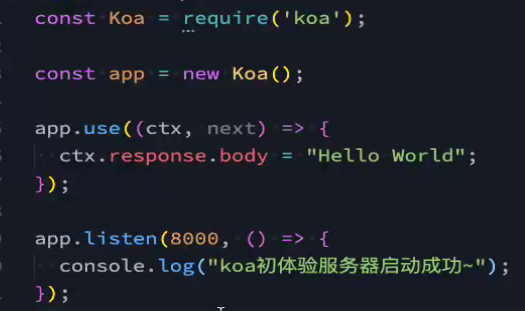 const Koa = require('koa');
const app = new Koa();
app.use((ctx, next) => {
  ctx.response.body = "Hello World";
});
app.listen(8000, () => {
  console.log("koa初体验服务器启动成功~");
});